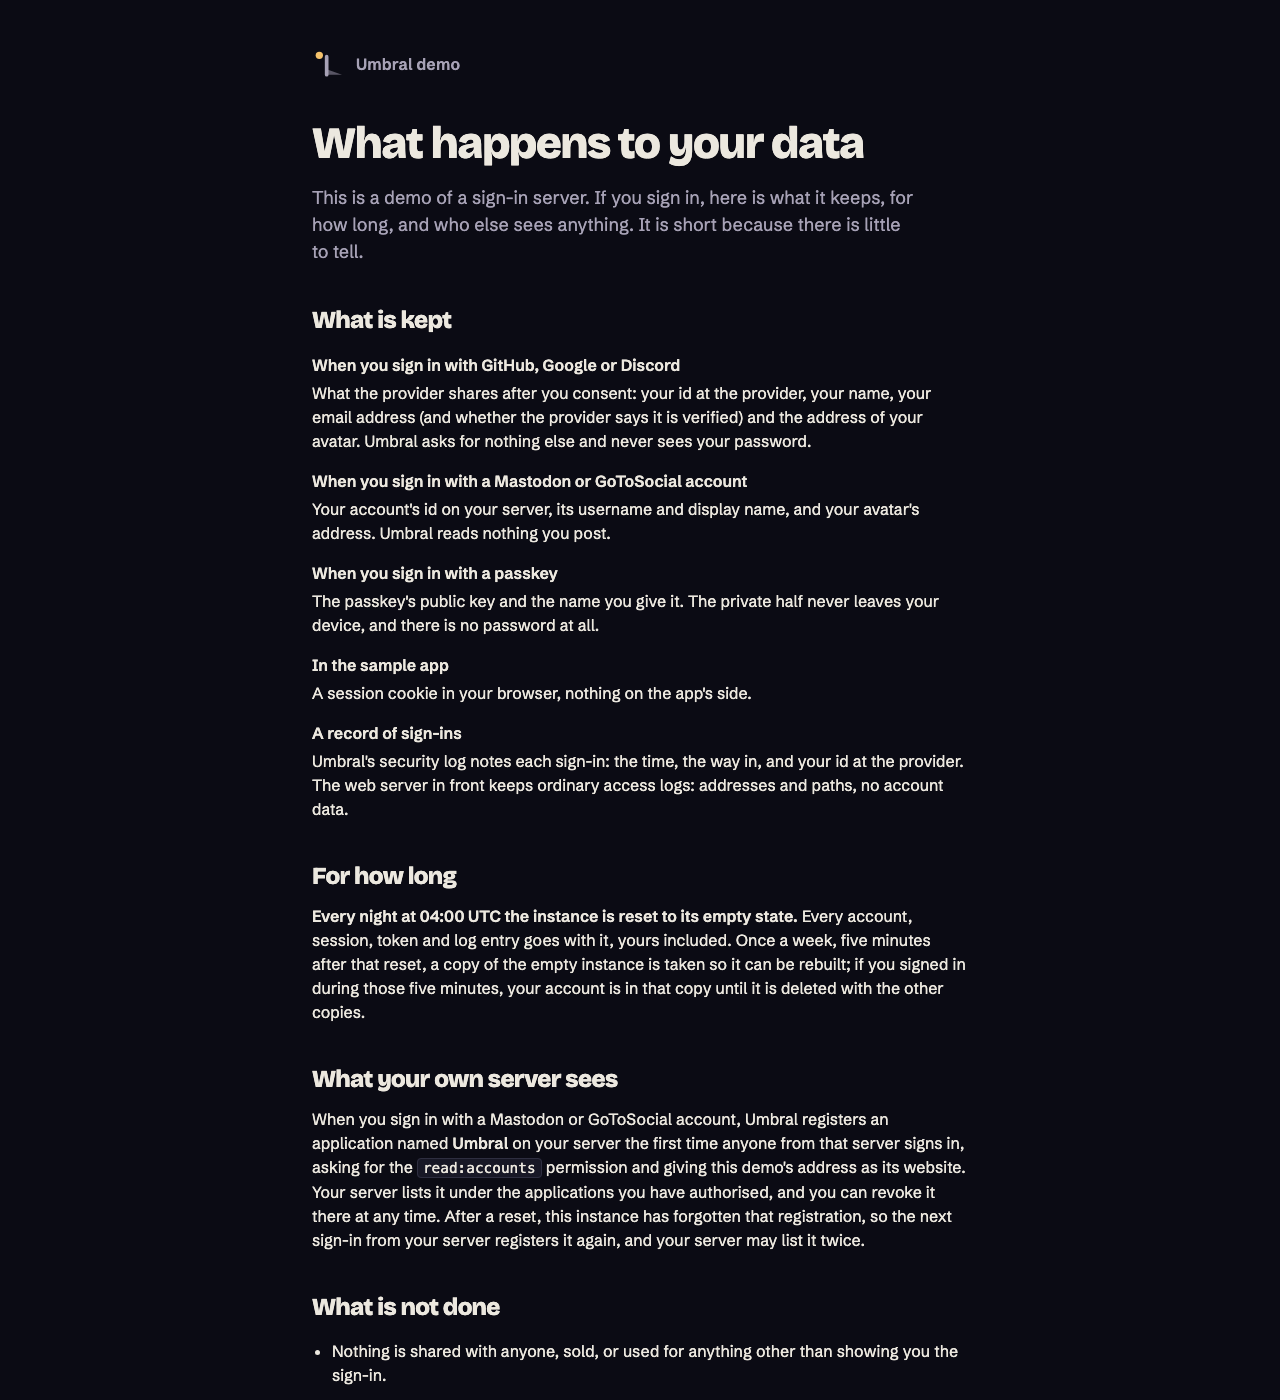 Umbral demo
What happens to your data
This is a demo of a sign-in server. If you sign in, here is what it keeps, for
how long, and who else sees anything. It is short because there is little
to tell.
What is kept
When you sign in with GitHub, Google or Discord
What the provider shares after you consent: your id at the provider, your name, your
email address (and whether the provider says it is verified) and the address of your
avatar. Umbral asks for nothing else and never sees your password.
When you sign in with a Mastodon or GoToSocial account
Your account's id on your server, its username and display name, and your avatar's
address. Umbral reads nothing you post.
When you sign in with a passkey
The passkey's public key and the name you give it. The private half never leaves your
device, and there is no password at all.
In the sample app
A session cookie in your browser, nothing on the app's side.
A record of sign-ins
Umbral's security log notes each sign-in: the time, the way in, and your id at the provider.
The web server in front keeps ordinary access logs: addresses and paths, no account
data.
For how long
Every night at 04:00 UTC the instance is reset to its empty state. Every account,
session, token and log entry goes with it, yours included. Once a week, five minutes
after that reset, a copy of the empty instance is taken so it can be rebuilt; if you signed in
during those five minutes, your account is in that copy until it is deleted with the other
copies.
What your own server sees
When you sign in with a Mastodon or GoToSocial account, Umbral registers an
application named Umbral on your server the first time anyone from that server signs in,
asking for the read:accounts permission and giving this demo's address as its website.
Your server lists it under the applications you have authorised, and you can revoke it
there at any time. After a reset, this instance has forgotten that registration, so the next
sign-in from your server registers it again, and your server may list it twice.
What is not done
• Nothing is shared with anyone, sold, or used for anything other than showing you the
sign-in.